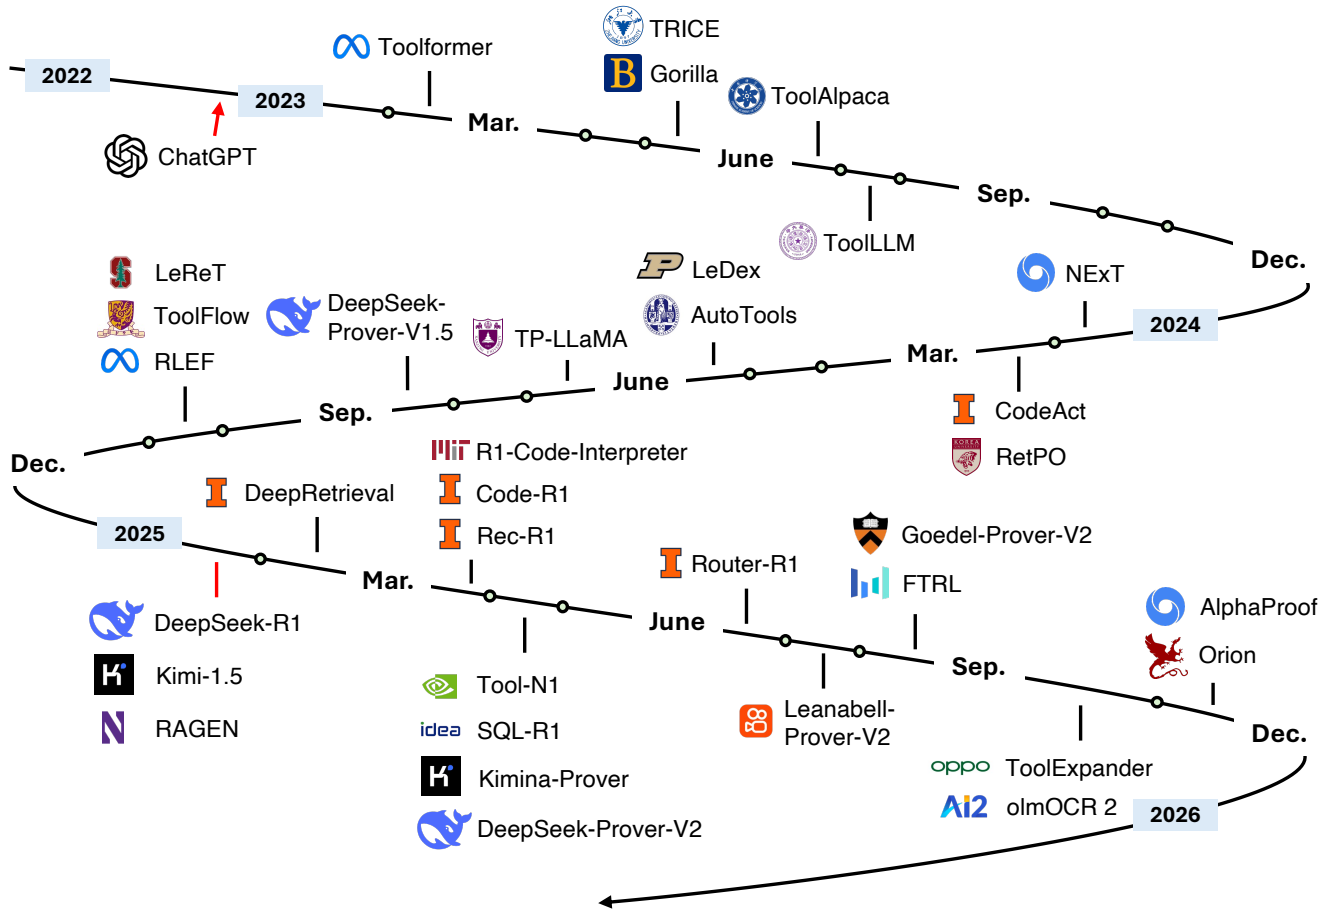 TRICE
Toolformer
Gorilla
2022
2023
ToolAlpaca
Mar.
ChatGPT
June
Sep.
ToolLLM
Dec.
LeReT
LeDex
NExT
ToolFlow
DeepSeek-
Prover-V1.5
AutoTools
2024
TP-LLaMA
RLEF
Mar.
June
Sep.
CodeAct
KOREA
RetPO
Dec.
MIT
R1-Code-Interpreter
DeepRetrieval
Code-R1
2025
Rec-R1
Goedel-Prover-V2
Router-R1
Mar.
FTRL
June
AlphaProof
DeepSeek-R1
Orion
Sep.
Kimi-1.5
Tool-N1
RAGEN
idea
SQL-R1
Leanabell-
Prover-V2
Dec.
Kimina-Prover
oppo
ToolExpander
DeepSeek-Prover-V2
Ai2
olmOCR 2
2026